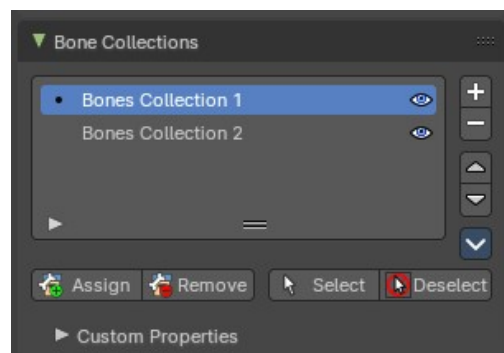 Bone Collections
Bones Collection 1
Bones Collection 2
Assign Remove Select Deselect
Custom Properties